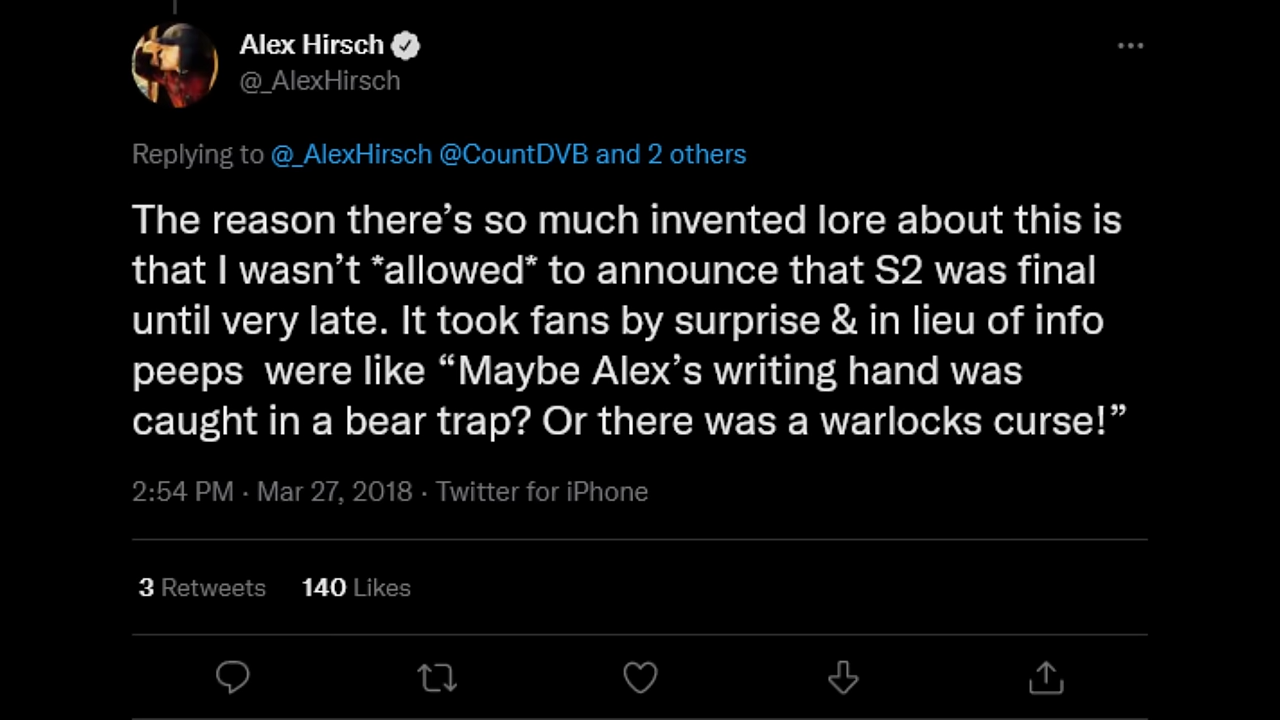 Alex Hirsch
@_AlexHirsch
Replying to @_AlexHirsch @CountDVB and 2 others
The reason there’s so much invented lore about this is
that I wasn’t *allowed* to announce that S2 was final
until very late. It took fans by surprise & in lieu of info
peeps  were like “Maybe Alex’s writing hand was
caught in a bear trap? Or there was a warlocks curse!”
2:54 PM · Mar 27, 2018 · Twitter for iPhone
3 Retweets 140 Likes